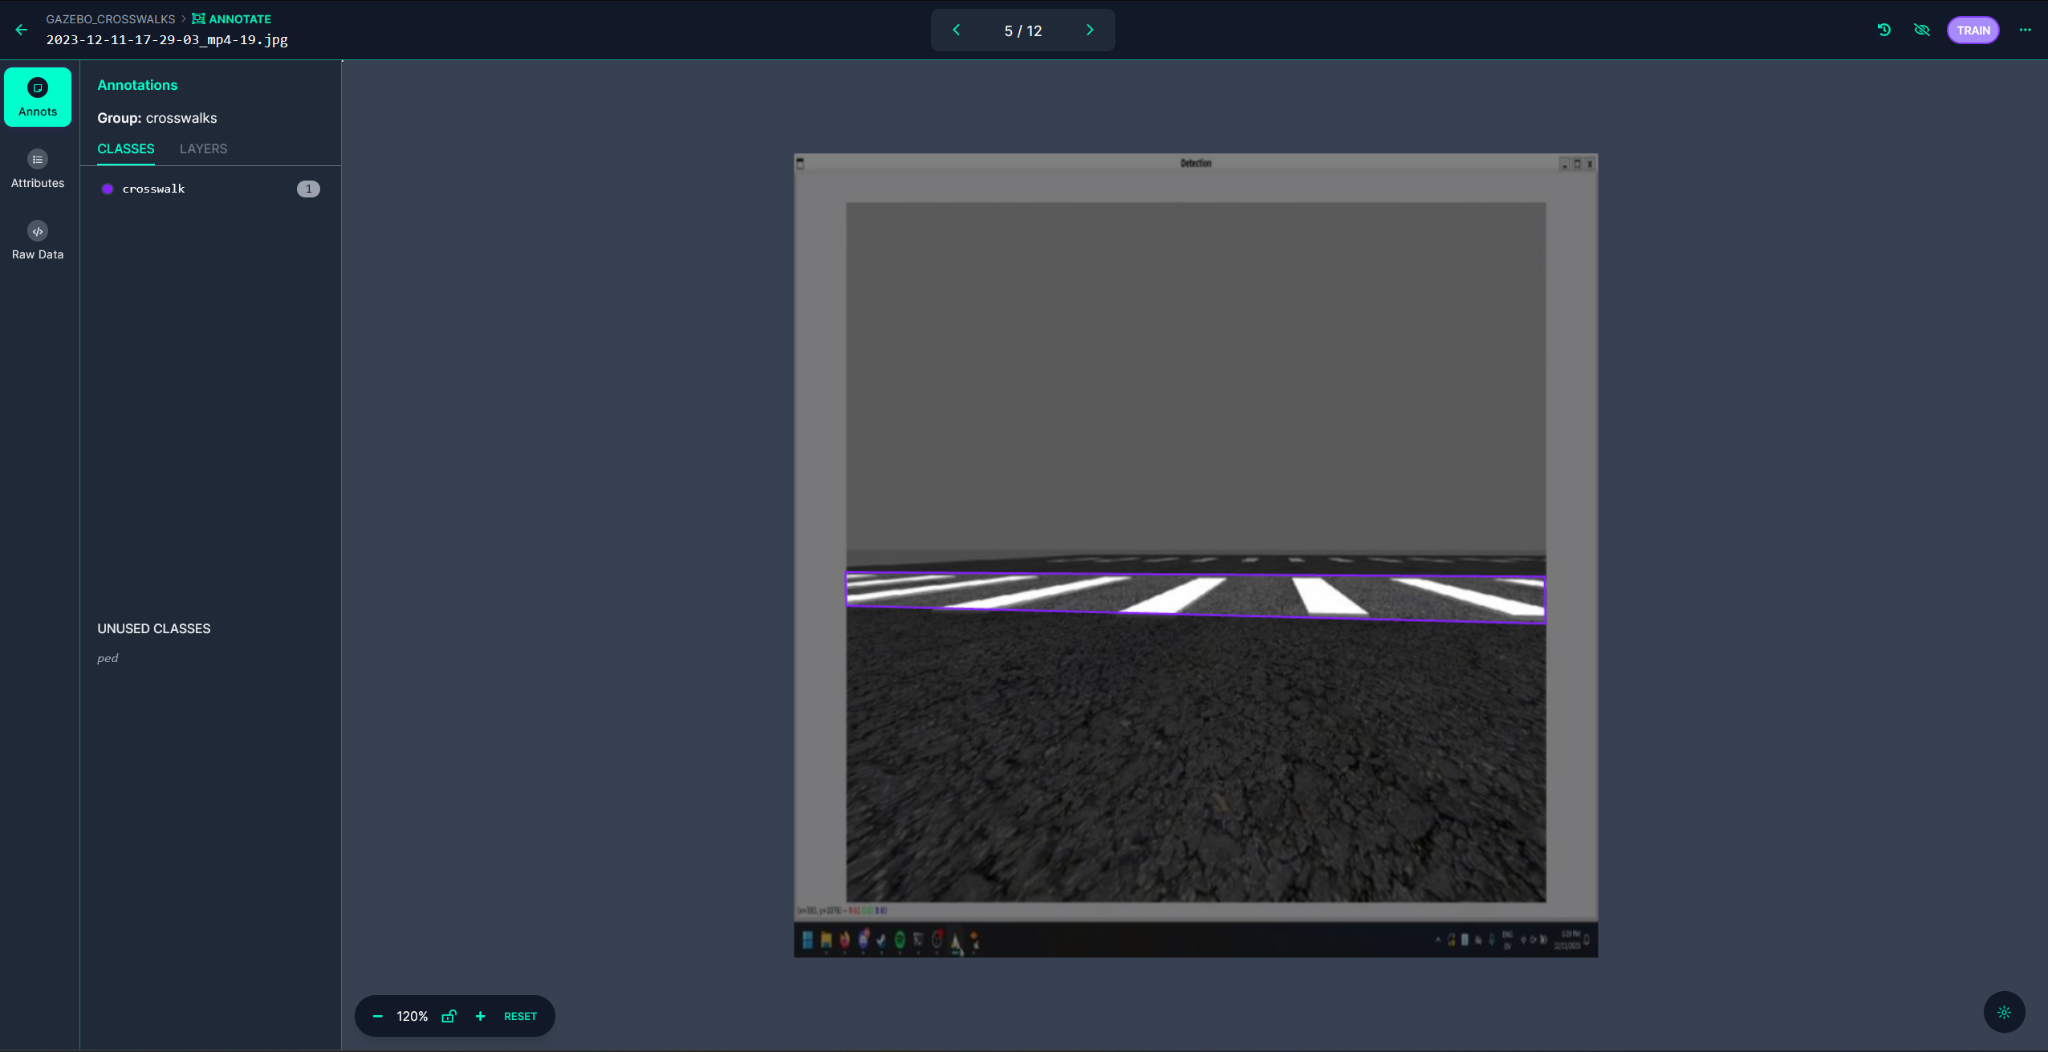 GAZEBO_CROSSWALKS > ANNOTATE
2023-12-11-17-29-03_mp4-19.jpg
5 / 12
TRAIN
Annots
Attributes
Raw Data
Annotations
Group: crosswalks
CLASSES LAYERS
crosswalk 1
UNUSED CLASSES
ped
Detection
120%
RESET